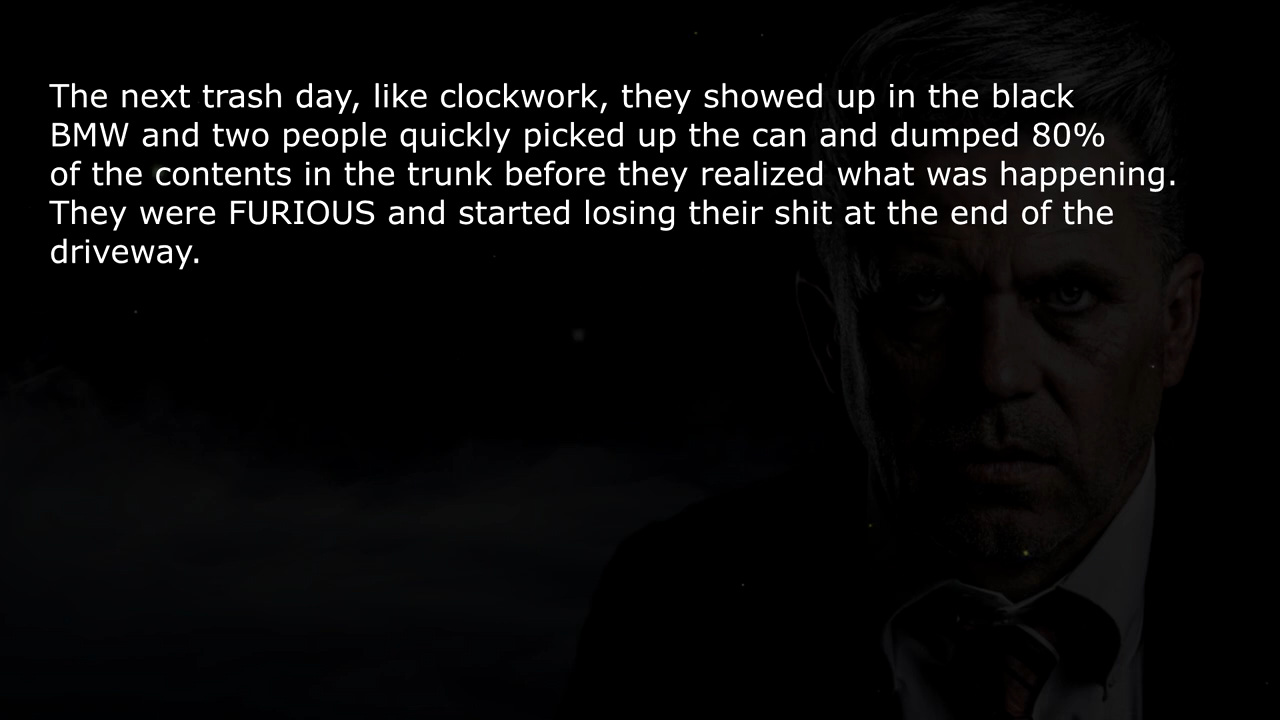 The next trash day, like clockwork, they showed up in the black
BMW and two people quickly picked up the can and dumped 80%
of the contents in the trunk before they realized what was happening.
They were FURIOUS and started losing their shit at the end of the
driveway.